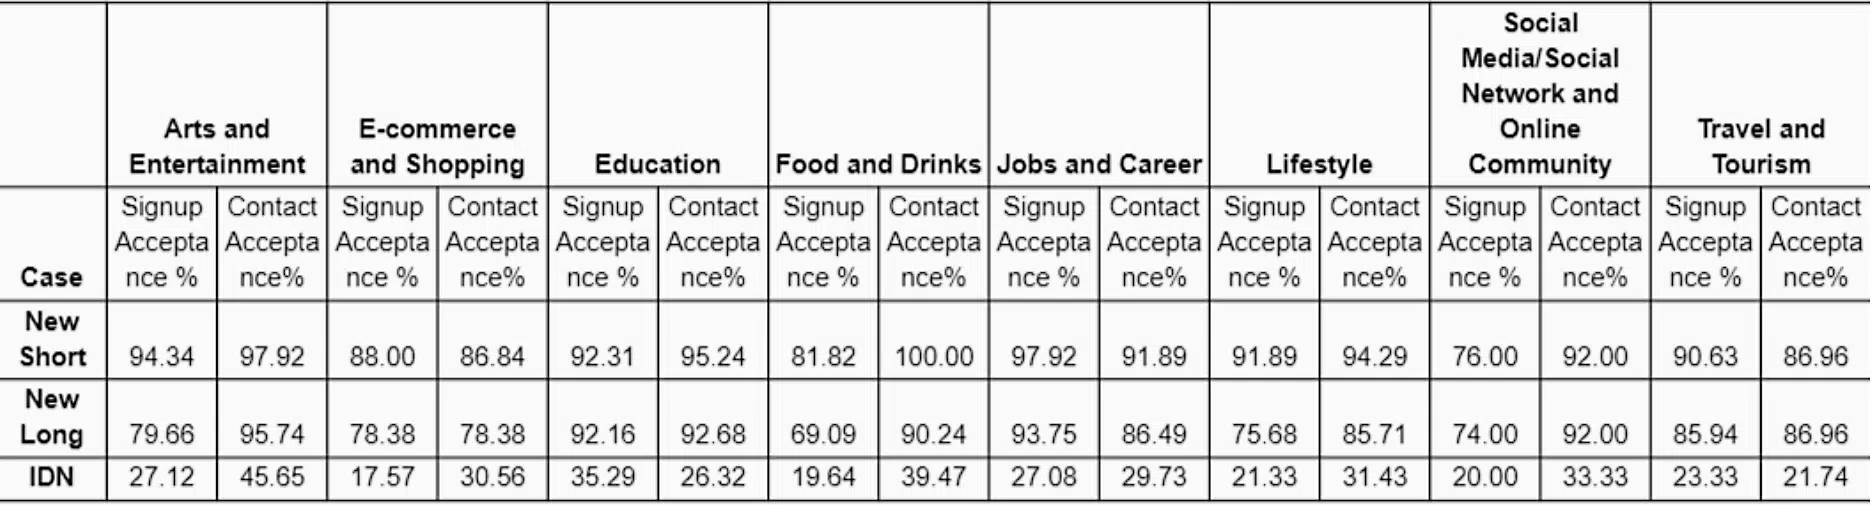 Arts and Entertainment | E-commerce and Shopping | Education | Food and Drinks | Jobs and Career | Lifestyle | Social Media/Social Network and Online Community | Travel and Tourism
Case | Signup Acceptance % | Contact Acceptance% | Signup Acceptance % | Contact Acceptance% | Signup Acceptance % | Contact Acceptance% | Signup Acceptance % | Contact Acceptance% | Signup Acceptance % | Contact Acceptance% | Signup Acceptance % | Contact Acceptance% | Signup Acceptance % | Contact Acceptance% | Signup Acceptance % | Contact Acceptance%
New Short | 94.34 | 97.92 | 88.00 | 86.84 | 92.31 | 95.24 | 81.82 | 100.00 | 97.92 | 91.89 | 91.89 | 94.29 | 76.00 | 92.00 | 90.63 | 86.96
New Long | 79.66 | 95.74 | 78.38 | 78.38 | 92.16 | 92.68 | 69.09 | 90.24 | 93.75 | 86.49 | 75.68 | 85.71 | 74.00 | 92.00 | 85.94 | 86.96
IDN | 27.12 | 45.65 | 17.57 | 30.56 | 35.29 | 26.32 | 19.64 | 39.47 | 27.08 | 29.73 | 21.33 | 31.43 | 20.00 | 33.33 | 23.33 | 21.74